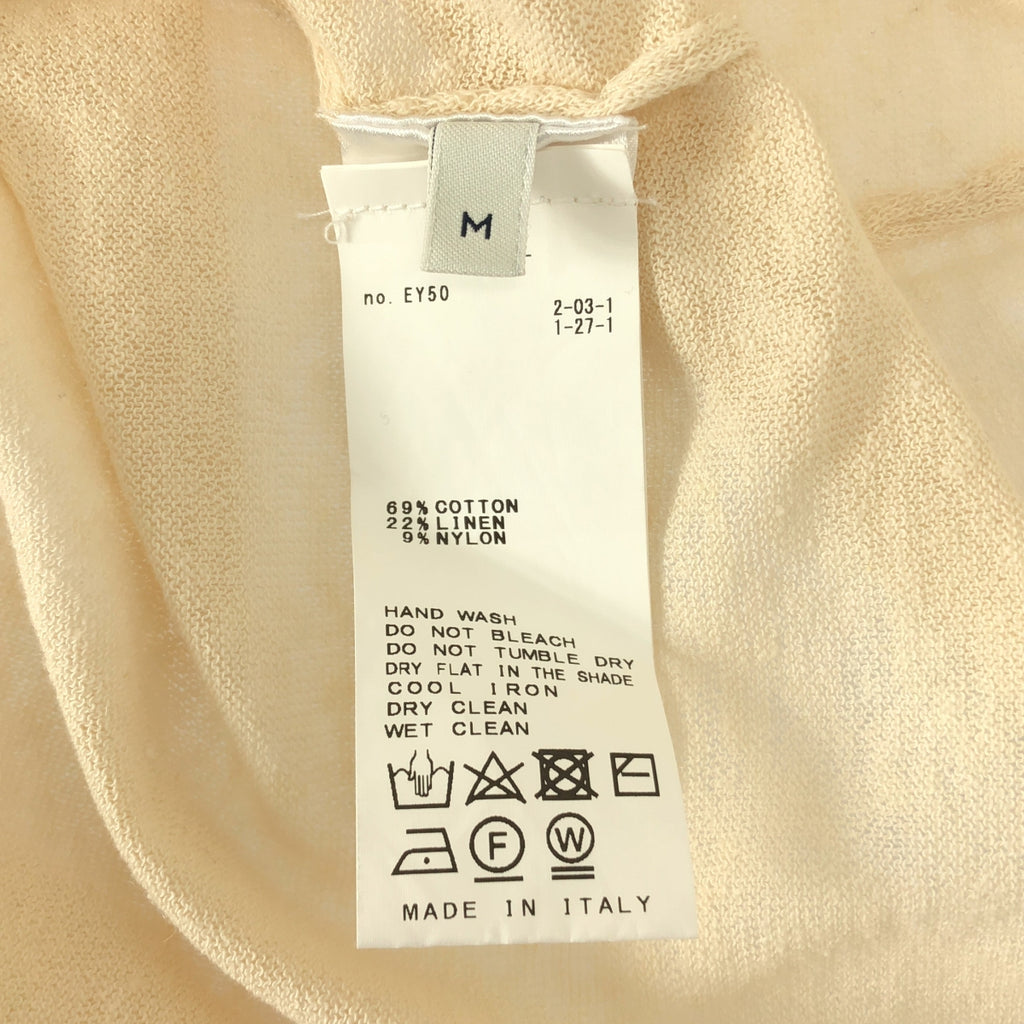 M
no. EY50
2-03-1
1-27-1
69% COTTON
22% LINEN
9% NYLON
HAND WASH
DO NOT BLEACH
DO NOT TUMBLE DRY
DRY FLAT IN THE SHADE
COOL IRON
DRY CLEAN
WET CLEAN
F
W
MADE IN ITALY